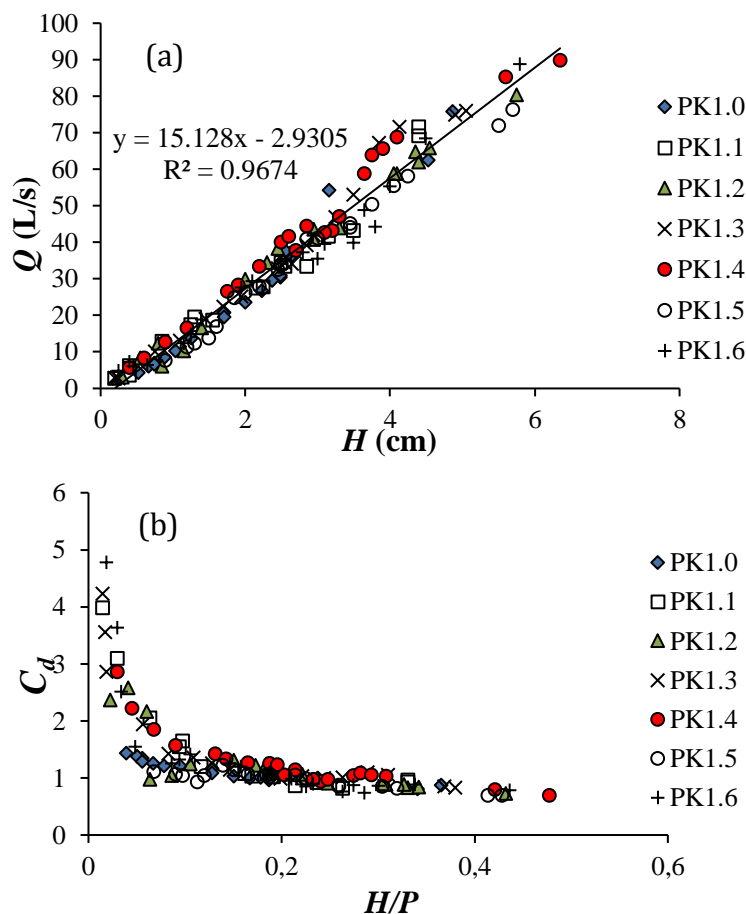 100
(a)
90
80
PK1.0
70
y = 15.128x - 2.9305
PK1.1
60
R² = 0.9674
PK1.2
50
PK1.3
Q (L/s)
40
PK1.4
30
PK1.5
20
PK1.6
10
0
0 2 4 6 8
H (cm)
6
(b)
5
PK1.0
4
PK1.1
PK1.2
C_d
3
PK1.3
2
PK1.4
PK1.5
1
PK1.6
0
0 0,2 0,4 0,6
H/P